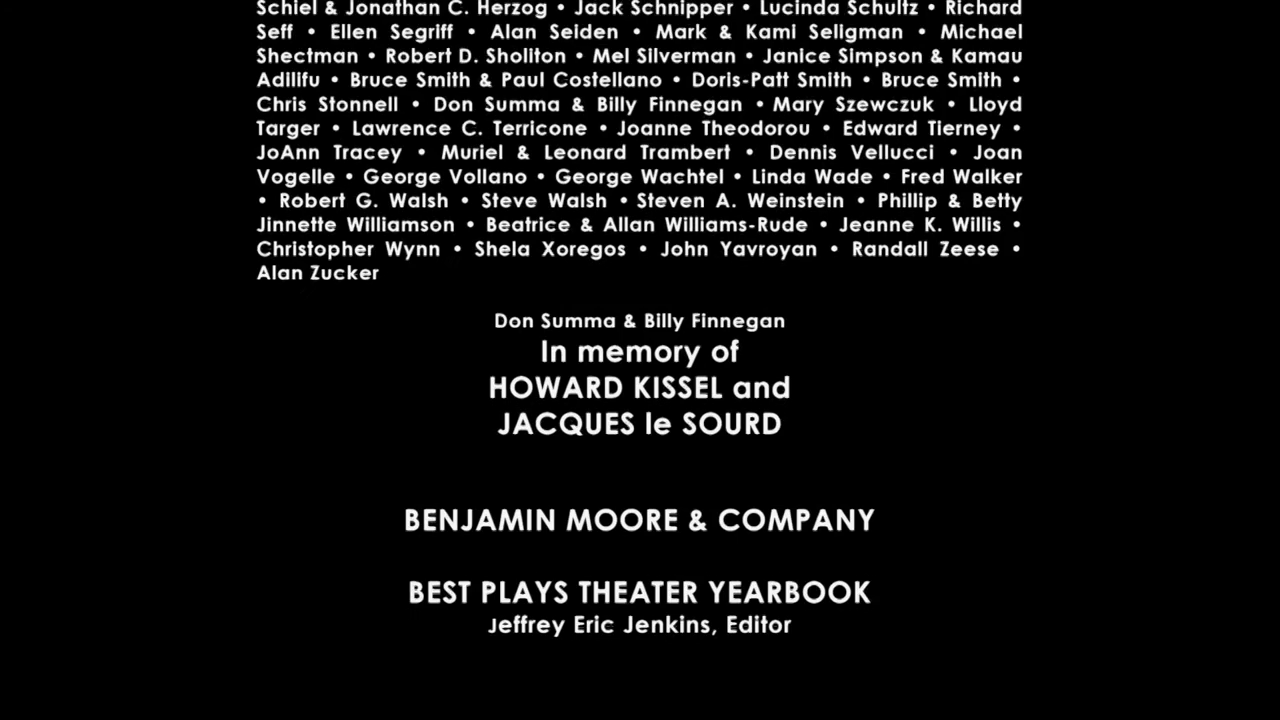 Schiel & Jonathan C. Herzog • Jack Schnipper • Lucinda Schultz • Richard
Seff • Ellen Segriff • Alan Seiden • Mark & Kami Seligman • Michael
Shectman • Robert D. Sholiton • Mel Silverman • Janice Simpson & Kamau
Adilifu • Bruce Smith & Paul Costellano • Doris-Patt Smith • Bruce Smith •
Chris Stonnell • Don Summa & Billy Finnegan • Mary Szewczuk • Lloyd
Targer • Lawrence C. Terricone • Joanne Theodorou • Edward Tierney •
JoAnn Tracey • Muriel & Leonard Trambert • Dennis Vellucci • Joan
Vogelle • George Vollano • George Wachtel • Linda Wade • Fred Walker
• Robert G. Walsh • Steve Walsh • Steven A. Weinstein • Phillip & Betty
Jinnette Williamson • Beatrice & Allan Williams-Rude • Jeanne K. Willis •
Christopher Wynn • Shela Xoregos • John Yavroyan • Randall Zeese •
Alan Zucker
Don Summa & Billy Finnegan
In memory of
HOWARD KISSEL and
JACQUES le SOURD
BENJAMIN MOORE & COMPANY
BEST PLAYS THEATER YEARBOOK
Jeffrey Eric Jenkins, Editor